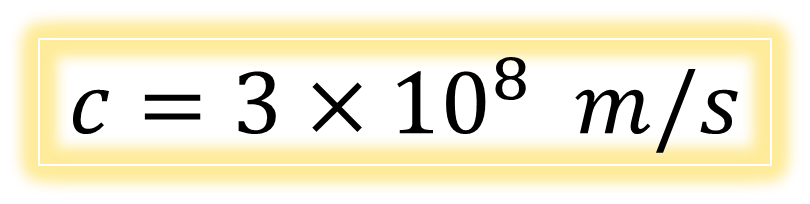 c = 3 × 10⁸ m/s